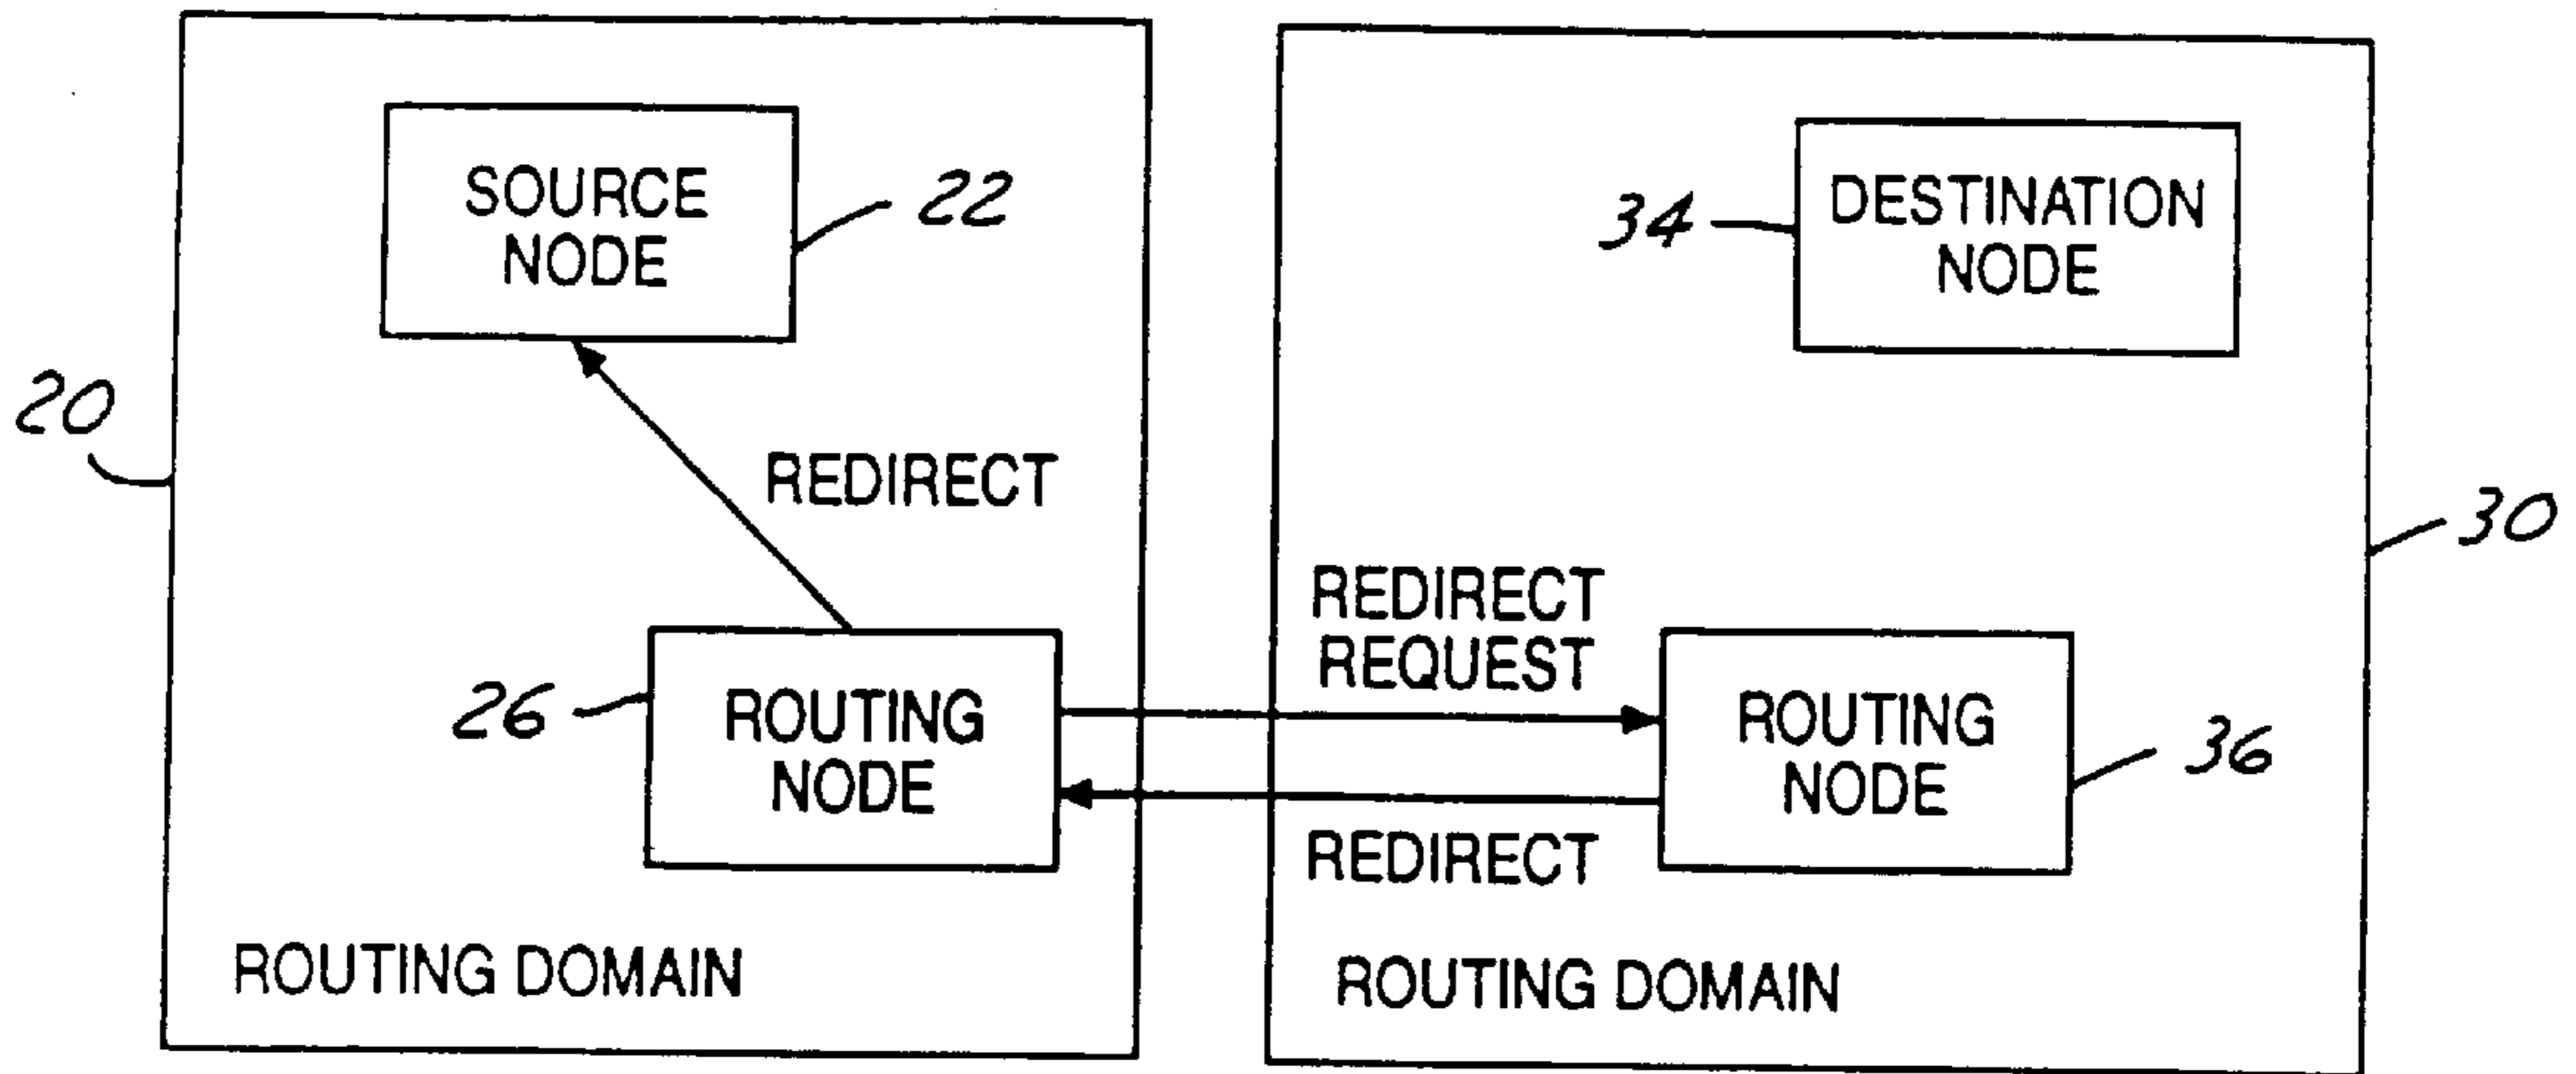 SOURCE
NODE
22
20
REDIRECT
26
ROUTING
NODE
ROUTING DOMAIN
34
DESTINATION
NODE
30
REDIRECT
REQUEST
REDIRECT
ROUTING
NODE
36
ROUTING DOMAIN